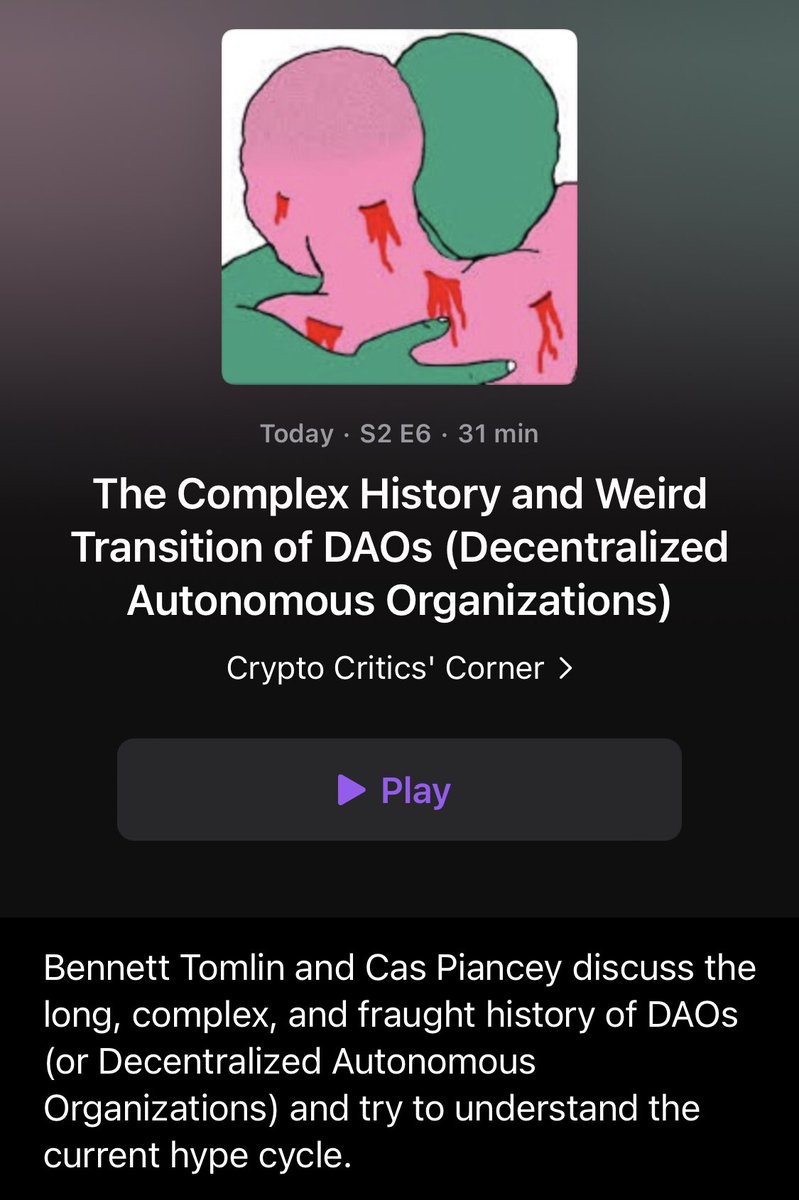 Today · S2 E6 · 31 min
The Complex History and Weird
Transition of DAOs (Decentralized
Autonomous Organizations)
Crypto Critics' Corner
Play
Bennett Tomlin and Cas Piancey discuss the
long, complex, and fraught history of DAOs
(or Decentralized Autonomous
Organizations) and try to understand the
current hype cycle.